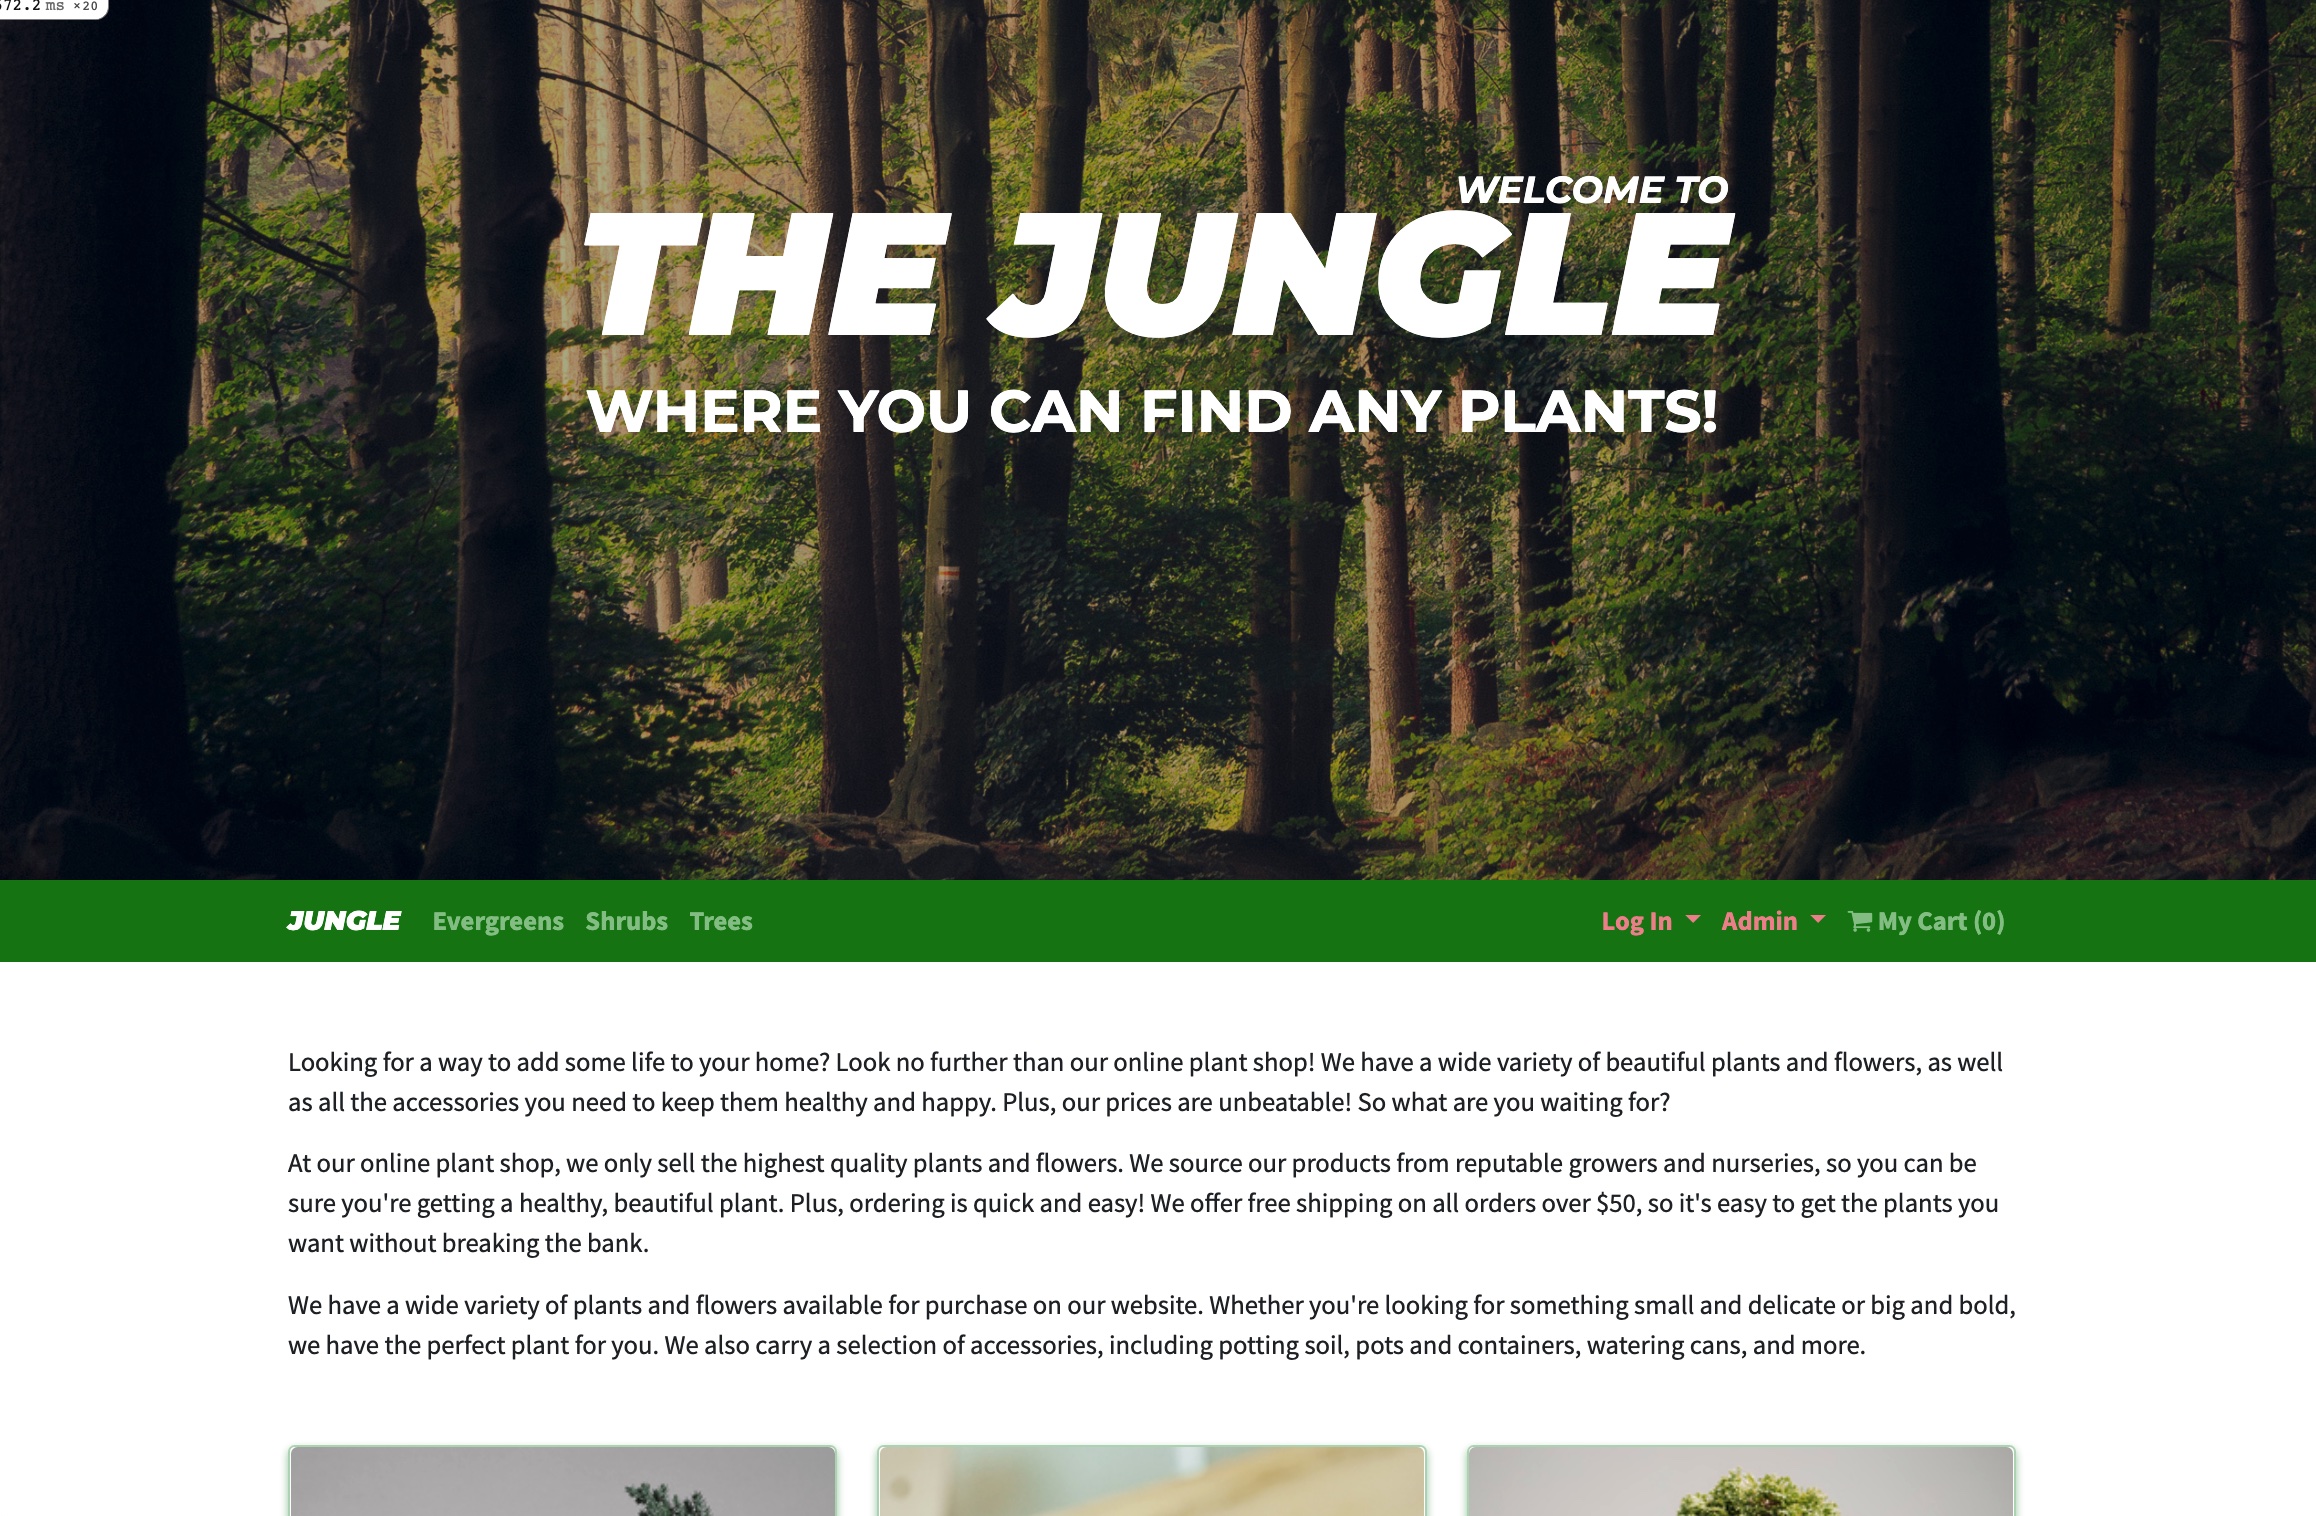 572.2 ms ×20
WELCOME TO
THE JUNGLE
WHERE YOU CAN FIND ANY PLANTS!
JUNGLE Evergreens Shrubs Trees Log In Admin My Cart (0)
Looking for a way to add some life to your home? Look no further than our online plant shop! We have a wide variety of beautiful plants and flowers, as well
as all the accessories you need to keep them healthy and happy. Plus, our prices are unbeatable! So what are you waiting for?
At our online plant shop, we only sell the highest quality plants and flowers. We source our products from reputable growers and nurseries, so you can be
sure you're getting a healthy, beautiful plant. Plus, ordering is quick and easy! We offer free shipping on all orders over $50, so it's easy to get the plants you
want without breaking the bank.
We have a wide variety of plants and flowers available for purchase on our website. Whether you're looking for something small and delicate or big and bold,
we have the perfect plant for you. We also carry a selection of accessories, including potting soil, pots and containers, watering cans, and more.